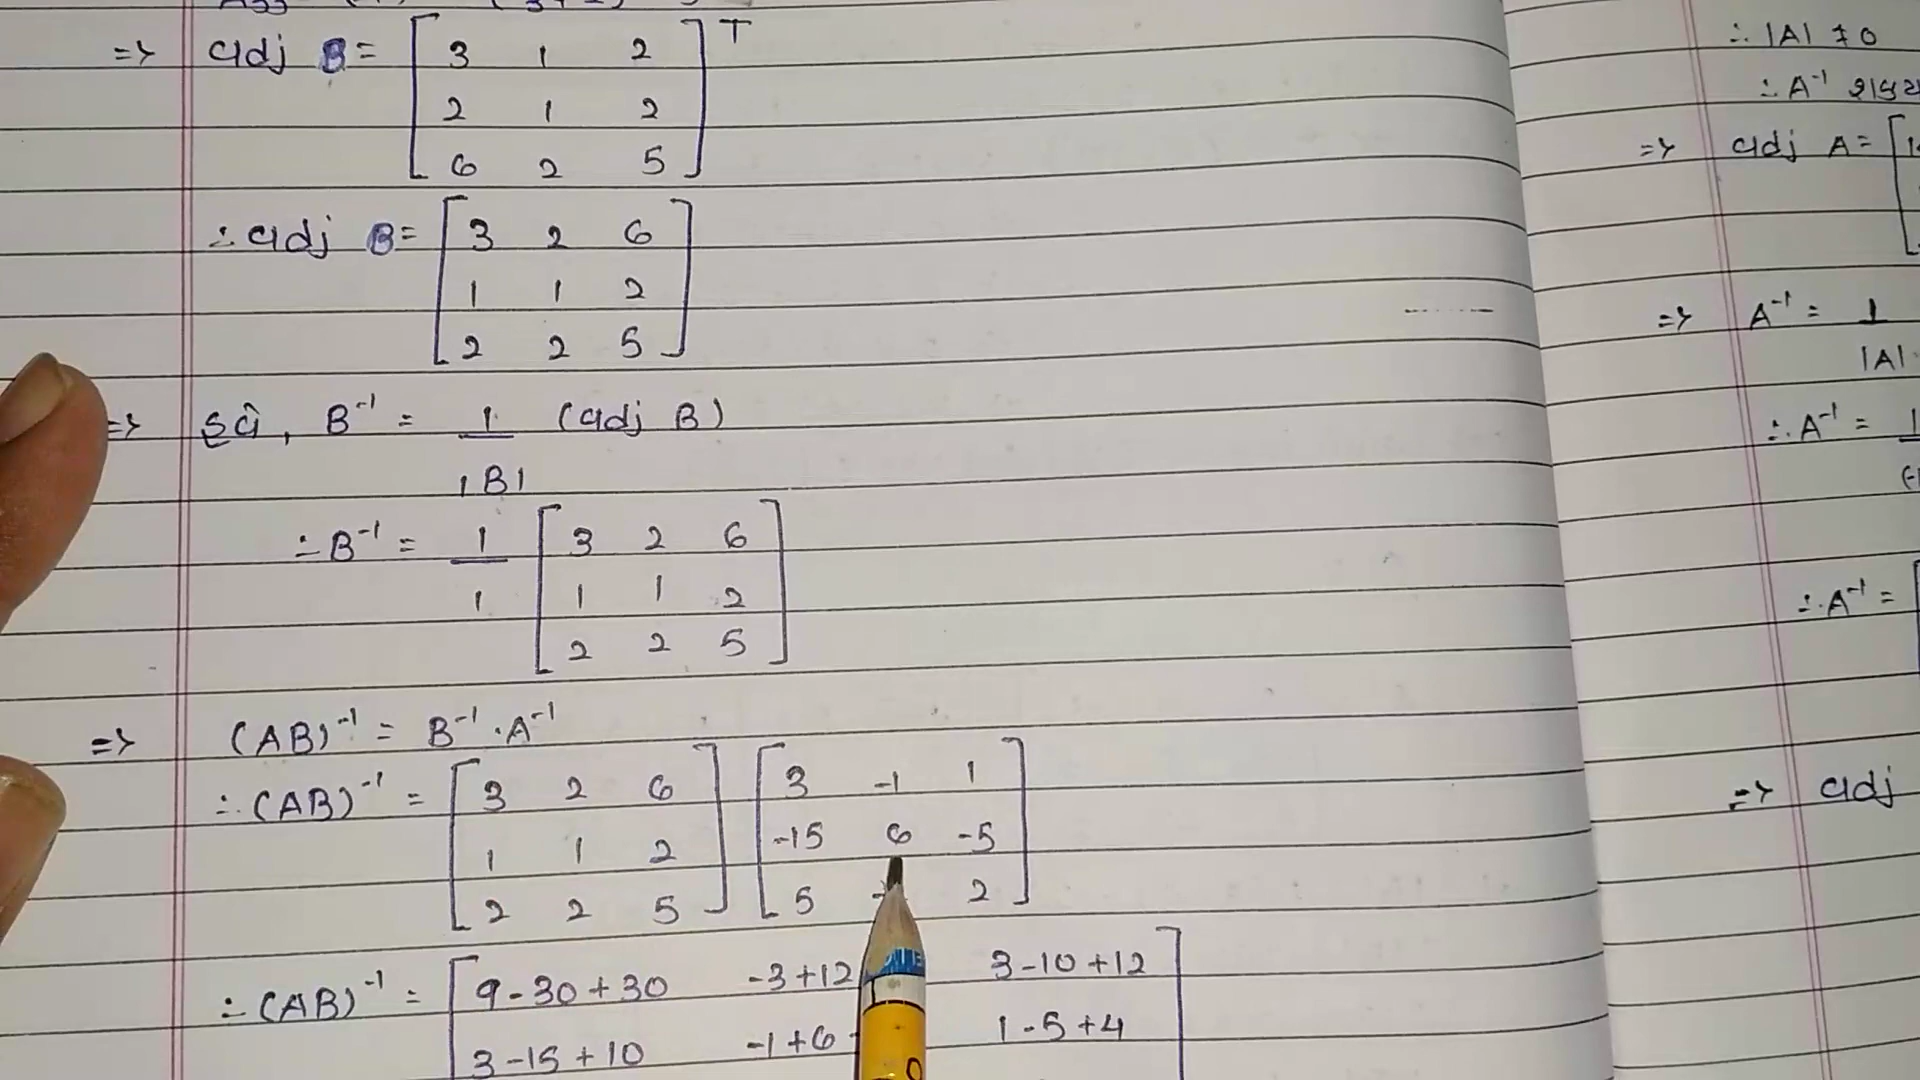 => adj B = [ 3 1 2 ] T
2 1 2
6 2 5
∴ adj B = [ 3 2 6 ]
1 1 2
2 2 5
=> હવે, B⁻¹ = 1 (adj B)
|B|
∴ B⁻¹ = 1 [ 3 2 6 ]
1 1 1 2
2 2 5
=> (AB)⁻¹ = B⁻¹ · A⁻¹
∴ (AB)⁻¹ = [ 3 2 6 ] [ 3 -1 1 ]
1 1 2 -15 6 -5
2 2 5 5 2
∴ (AB)⁻¹ = [ 9-30+30 -3+12 3-10+12 ]
3-15+10 -1+6 1-5+4
∴ |A| ≠ 0
∴ A⁻¹
=> adj A = [
=> A⁻¹ = 1
|A|
∴ A⁻¹ = 1
∴ A⁻¹ = [
=> adj